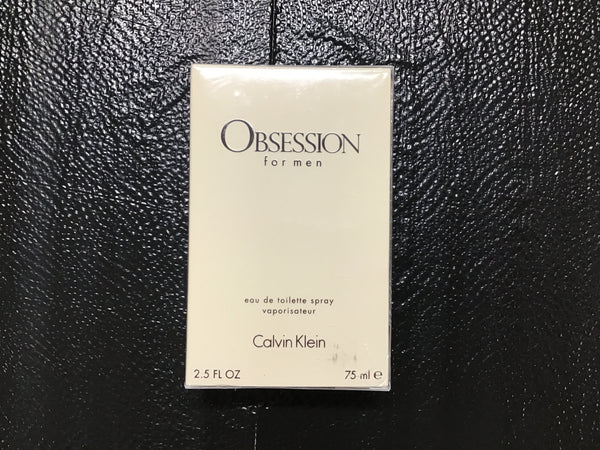 OBSESSION
for men
eau de toilette spray
vaporisateur
Calvin Klein
2.5 FL OZ 75 ml ℮